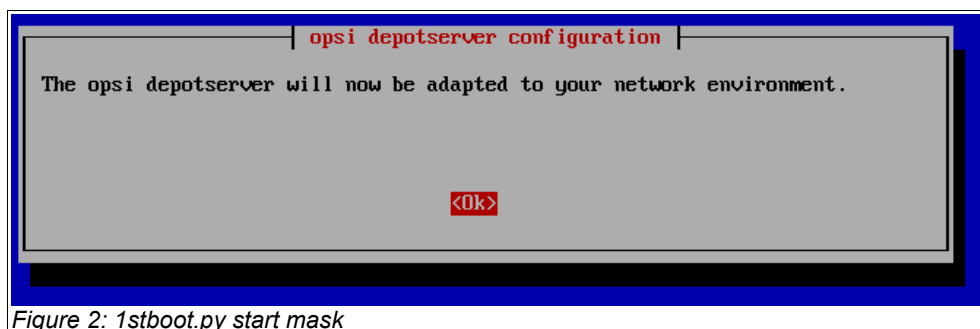 opsi depotserver configuration
The opsi depotserver will now be adapted to your network environment.
<Ok>
Figure 2: 1stboot.py start mask